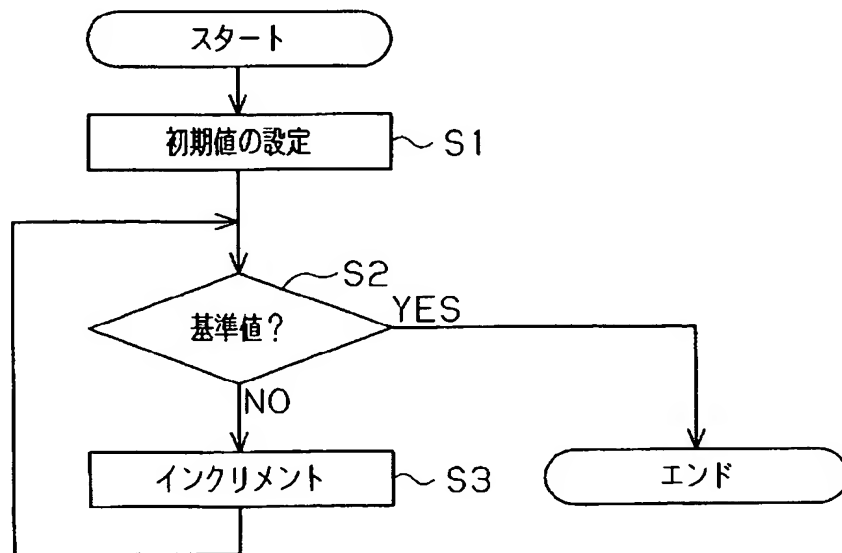 スタート
初期値の設定
S1
S2
基準値?
YES
NO
インクリメント
S3
エンド